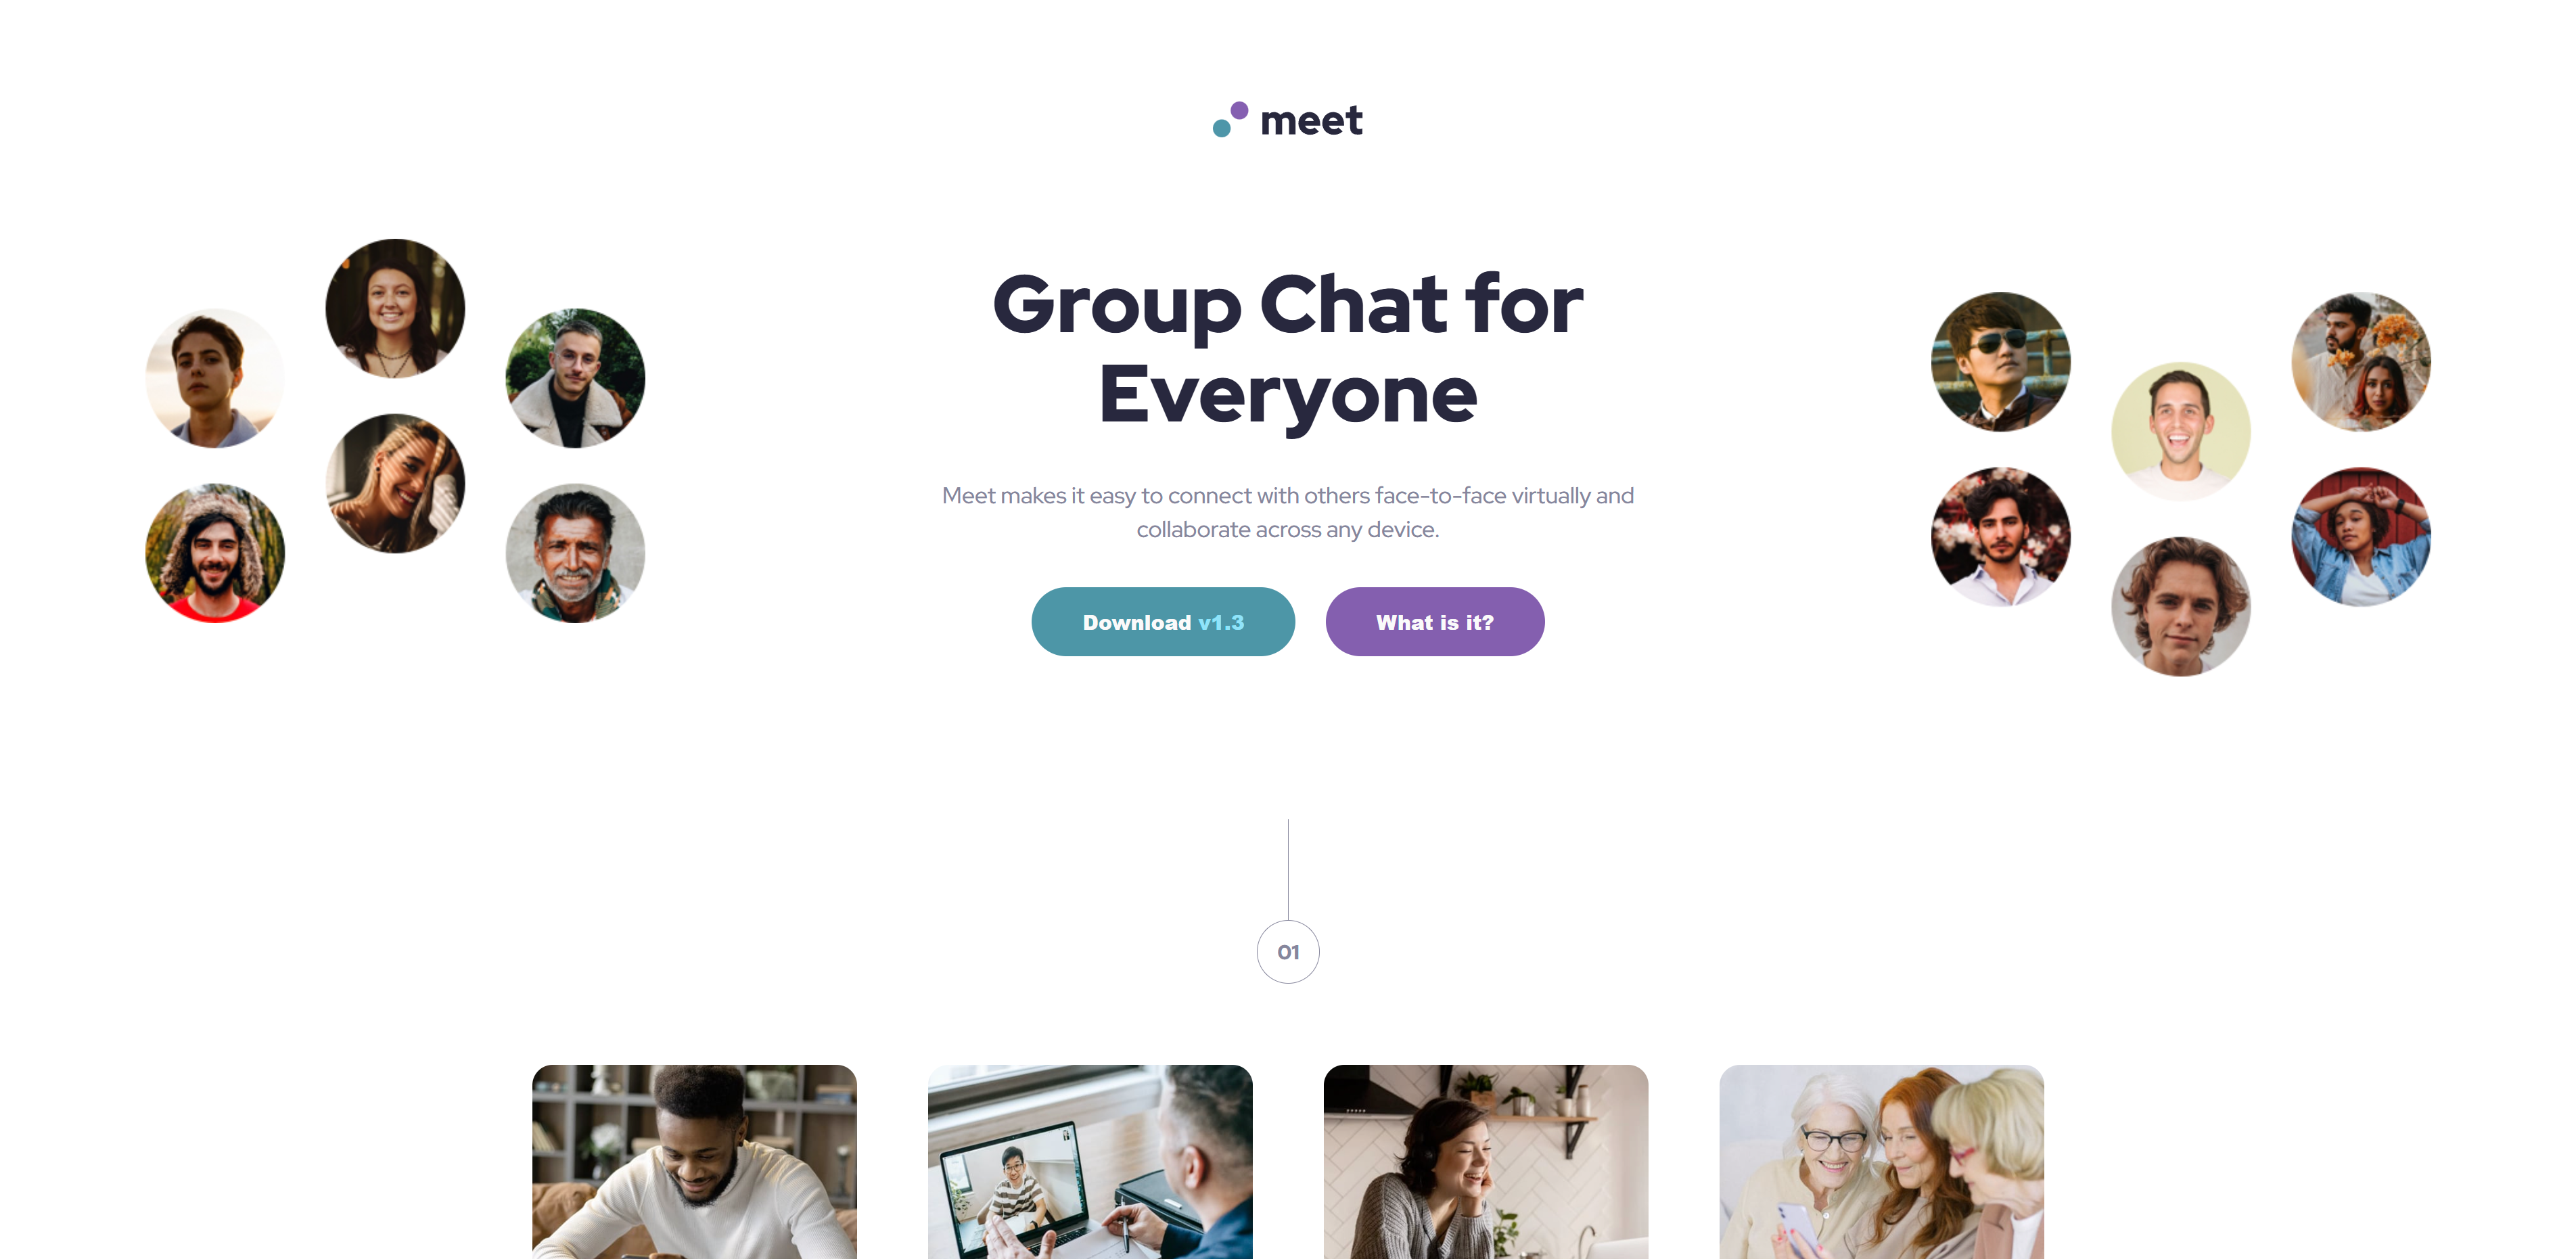 meet
Group Chat for
Everyone
Meet makes it easy to connect with others face-to-face virtually and
collaborate across any device.
Download v1.3
What is it?
01